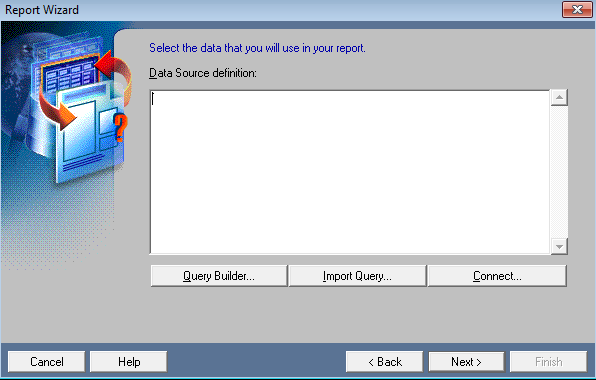 Report Wizard
Select the data that you will use in your report.
Data Source definition:
Query Builder... Import Query... Connect...
Cancel Help < Back Next > Finish